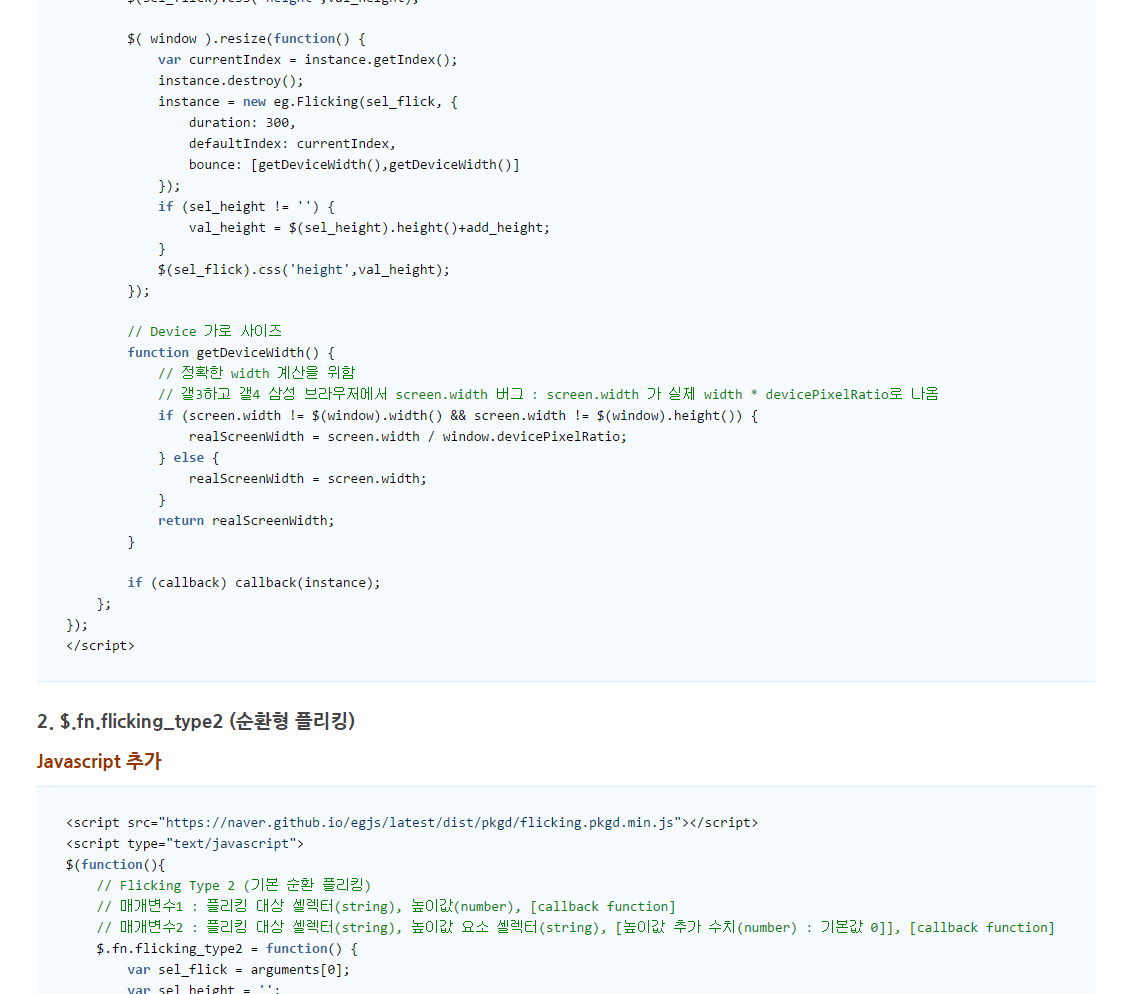 $(sel_flick).css('height',val_height);
$( window ).resize(function() {
var currentIndex = instance.getIndex();
instance.destroy();
instance = new eg.Flicking(sel_flick, {
duration: 300,
defaultIndex: currentIndex,
bounce: [getDeviceWidth(),getDeviceWidth()]
});
if (sel_height != '') {
val_height = $(sel_height).height()+add_height;
}
$(sel_flick).css('height',val_height);
});
// Device 가로 사이즈
function getDeviceWidth() {
// 정확한 width 계산을 위함
// 갤3하고 갤4 삼성 브라우저에서 screen.width 버그 : screen.width 가 실제 width * devicePixelRatio로 나옴
if (screen.width != $(window).width() && screen.width != $(window).height()) {
realScreenWidth = screen.width / window.devicePixelRatio;
} else {
realScreenWidth = screen.width;
}
return realScreenWidth;
}
if (callback) callback(instance);
};
});
</script>
2. $.fn.flicking_type2 (순환형 플리킹)
Javascript 추가
<script src="https://naver.github.io/egjs/latest/dist/pkgd/flicking.pkgd.min.js"></script>
<script type="text/javascript">
$(function(){
// Flicking Type 2 (기본 순환 플리킹)
// 매개변수1 : 플리킹 대상 셀렉터(string), 높이값(number), [callback function]
// 매개변수2 : 플리킹 대상 셀렉터(string), 높이값 요소 셀렉터(string), [높이값 추가 수치(number) : 기본값 0]], [callback function]
$.fn.flicking_type2 = function() {
var sel_flick = arguments[0];
var sel_height = '';